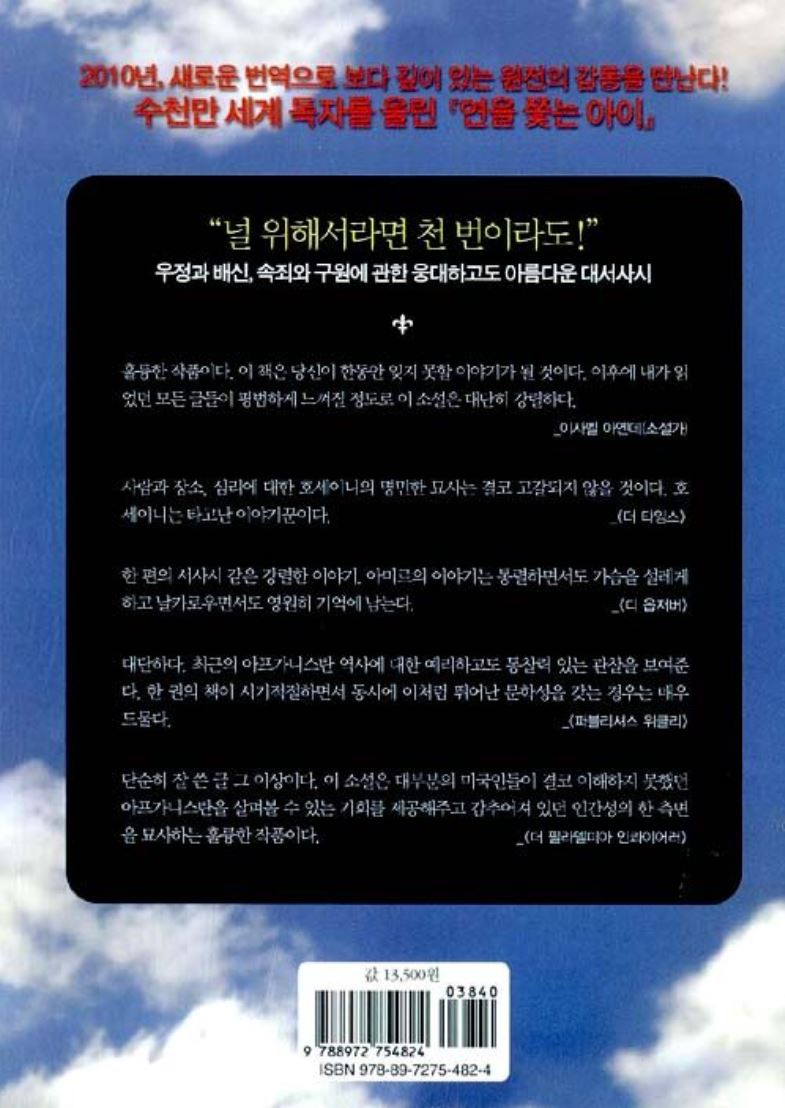 2010년, 새로운 번역으로 보다 깊이 있는 원전의 감동을 만난다!
수천만 세계 독자를 울린 『연을 쫓는 아이』
“널 위해서라면 천 번이라도!”
우정과 배신, 속죄와 구원에 관한 웅대하고도 아름다운 대서사시
훌륭한 작품이다. 이 책은 당신이 한동안 잊지 못할 이야기가 될 것이다. 이후에 내가 읽
었던 모든 글들이 평범하게 느껴질 정도로 이 소설은 대단히 강렬하다.
_이사벨 아옌데(소설가)
사람과 장소, 심리에 대한 호세이니의 명민한 묘사는 결코 고갈되지 않을 것이다. 호
세이니는 타고난 이야기꾼이다. _〈더 타임스〉
한 편의 서사시 같은 강렬한 이야기. 아미르의 이야기는 통렬하면서도 가슴을 설레게
하고 날카로우면서도 영원히 기억에 남는다. _〈디 옵저버〉
대단하다. 최근의 아프가니스탄 역사에 대한 예리하고도 통찰력 있는 관찰을 보여준
다. 한 권의 책이 시기적절하면서 동시에 이처럼 뛰어난 문학성을 갖는 경우는 매우
드물다. _〈퍼블리셔스 위클리〉
단순히 잘 쓴 글 그 이상이다. 이 소설은 대부분의 미국인들이 결코 이해하지 못했던
아프가니스탄을 살펴볼 수 있는 기회를 제공해주고 감추어져 있던 인간성의 한 측면
을 묘사하는 훌륭한 작품이다. _〈더 필라델피아 인콰이어러〉
값 13,500원
03840
9 788972 754824
ISBN 978-89-7275-482-4